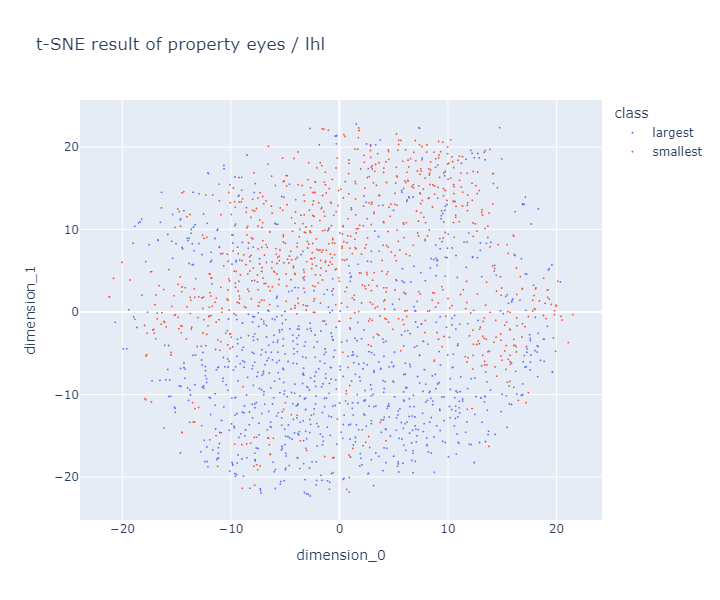 t-SNE result of property eyes / lhl
class
largest
smallest
20
10
0
−10
−20
dimension_1
−20
−10
0
10
20
dimension_0